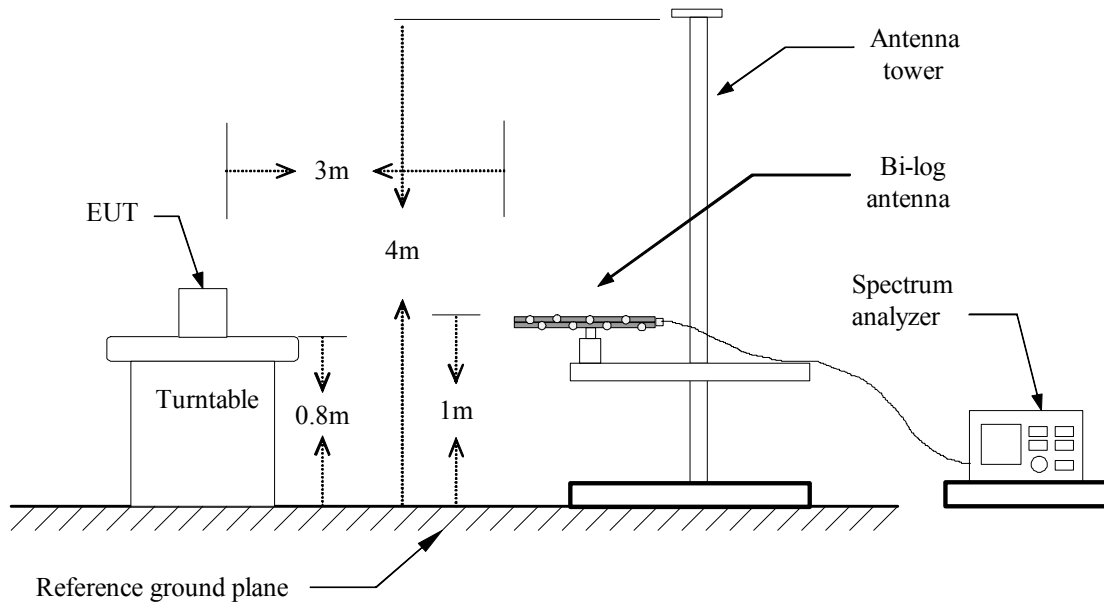 Antenna
tower
3m
Bi-log
antenna
EUT
4m
Spectrum
analyzer
Turntable
0.8m
1m
Reference ground plane